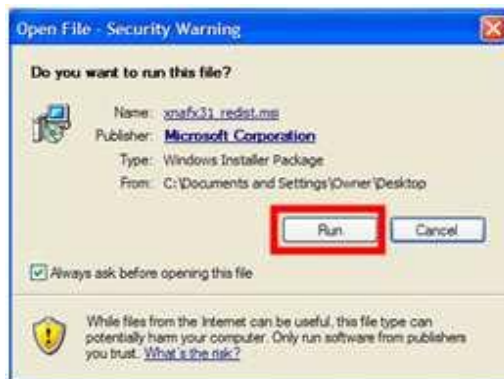 Open File - Security Warning
Do you want to run this file?
Name: xnafx31_redist.msi
Publisher: Microsoft Corporation
Type: Windows Installer Package
From: C:\Documents and Settings\Owner\Desktop
Run Cancel
Always ask before opening this file
While files from the Internet can be useful, this file type can
potentially harm your computer. Only run software from publishers
you trust. What's the risk?